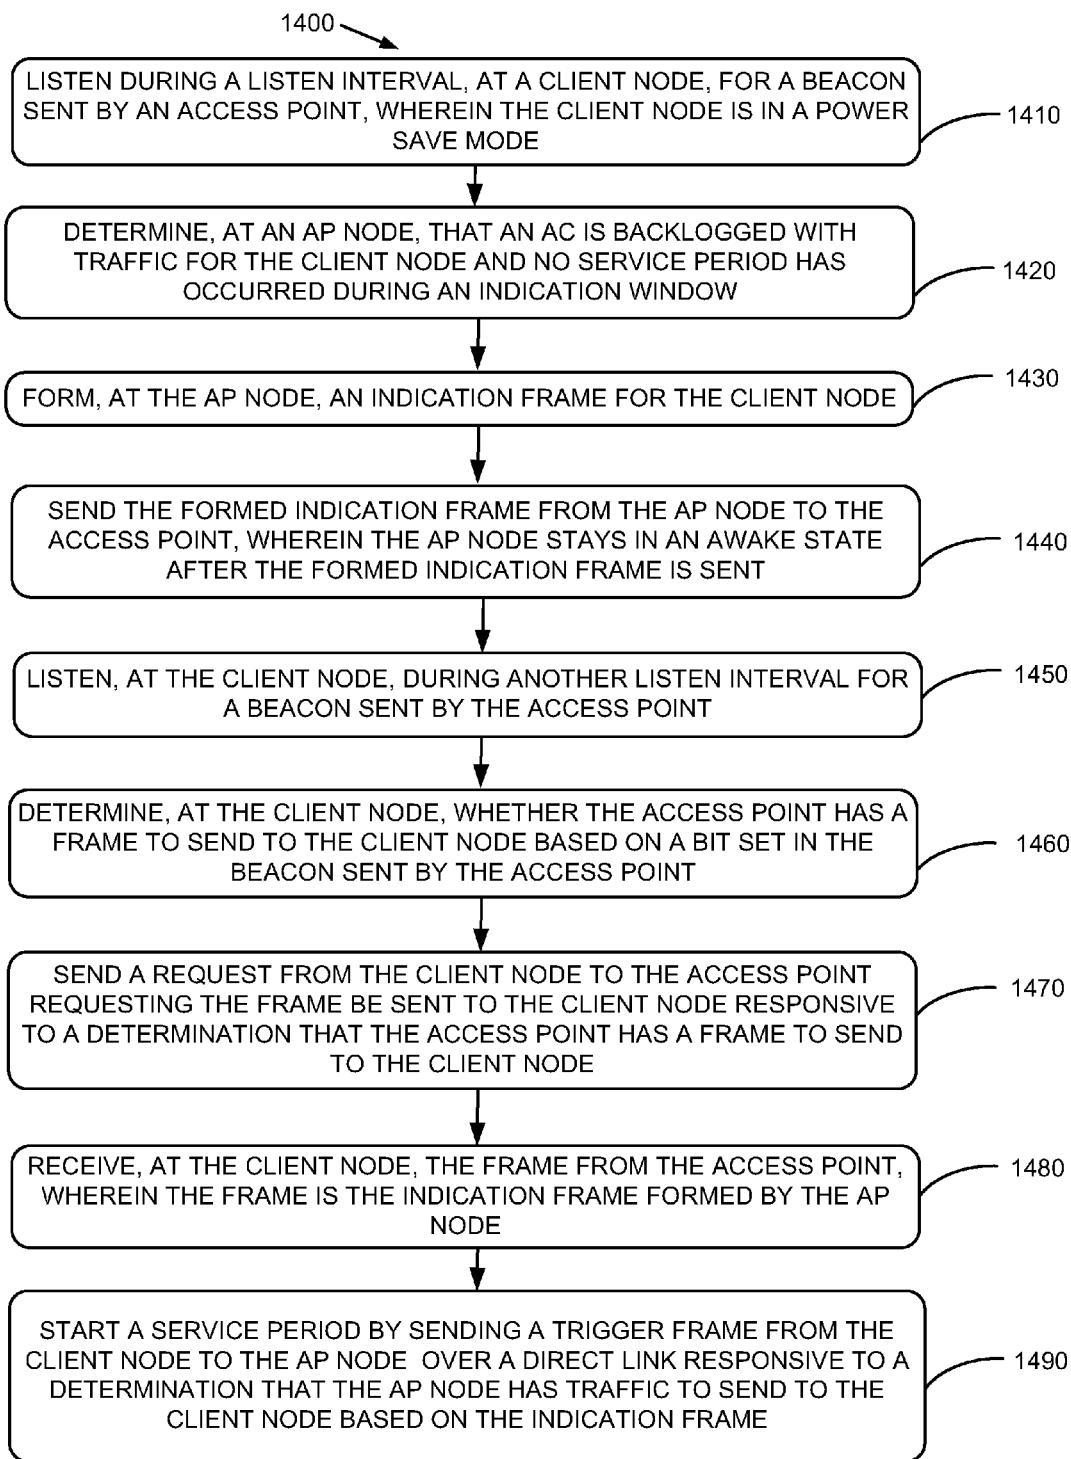 1400
LISTEN DURING A LISTEN INTERVAL, AT A CLIENT NODE, FOR A BEACON
SENT BY AN ACCESS POINT, WHEREIN THE CLIENT NODE IS IN A POWER
SAVE MODE
1410
DETERMINE, AT AN AP NODE, THAT AN AC IS BACKLOGGED WITH
TRAFFIC FOR THE CLIENT NODE AND NO SERVICE PERIOD HAS
OCCURRED DURING AN INDICATION WINDOW
1420
FORM, AT THE AP NODE, AN INDICATION FRAME FOR THE CLIENT NODE
1430
SEND THE FORMED INDICATION FRAME FROM THE AP NODE TO THE
ACCESS POINT, WHEREIN THE AP NODE STAYS IN AN AWAKE STATE
AFTER THE FORMED INDICATION FRAME IS SENT
1440
LISTEN, AT THE CLIENT NODE, DURING ANOTHER LISTEN INTERVAL FOR
A BEACON SENT BY THE ACCESS POINT
1450
DETERMINE, AT THE CLIENT NODE, WHETHER THE ACCESS POINT HAS A
FRAME TO SEND TO THE CLIENT NODE BASED ON A BIT SET IN THE
BEACON SENT BY THE ACCESS POINT
1460
SEND A REQUEST FROM THE CLIENT NODE TO THE ACCESS POINT
REQUESTING THE FRAME BE SENT TO THE CLIENT NODE RESPONSIVE
TO A DETERMINATION THAT THE ACCESS POINT HAS A FRAME TO SEND
TO THE CLIENT NODE
1470
RECEIVE, AT THE CLIENT NODE, THE FRAME FROM THE ACCESS POINT,
WHEREIN THE FRAME IS THE INDICATION FRAME FORMED BY THE AP
NODE
1480
START A SERVICE PERIOD BY SENDING A TRIGGER FRAME FROM THE
CLIENT NODE TO THE AP NODE OVER A DIRECT LINK RESPONSIVE TO A
DETERMINATION THAT THE AP NODE HAS TRAFFIC TO SEND TO THE
CLIENT NODE BASED ON THE INDICATION FRAME
1490